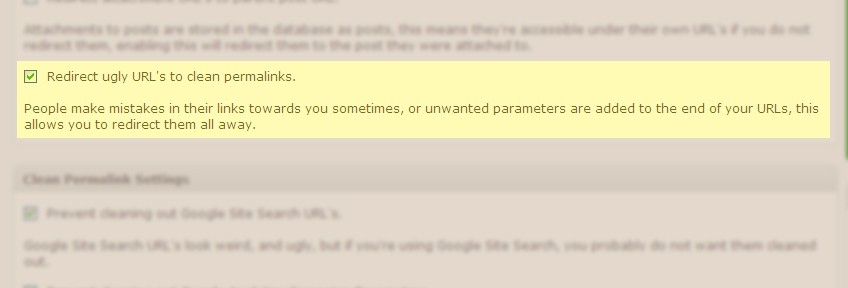 Attachments to posts are stored in the database as posts, this means they're accessible under their own URL's if you do not
redirect them, enabling this will redirect them to the post they were attached to.
Redirect ugly URL's to clean permalinks.
People make mistakes in their links towards you sometimes, or unwanted parameters are added to the end of your URLs, this
allows you to redirect them all away.
Clean Permalink Settings
Prevent cleaning out Google Site Search URL's.
Google Site Search URL's look weird, and ugly, but if you're using Google Site Search, you probably do not want them cleaned
out.